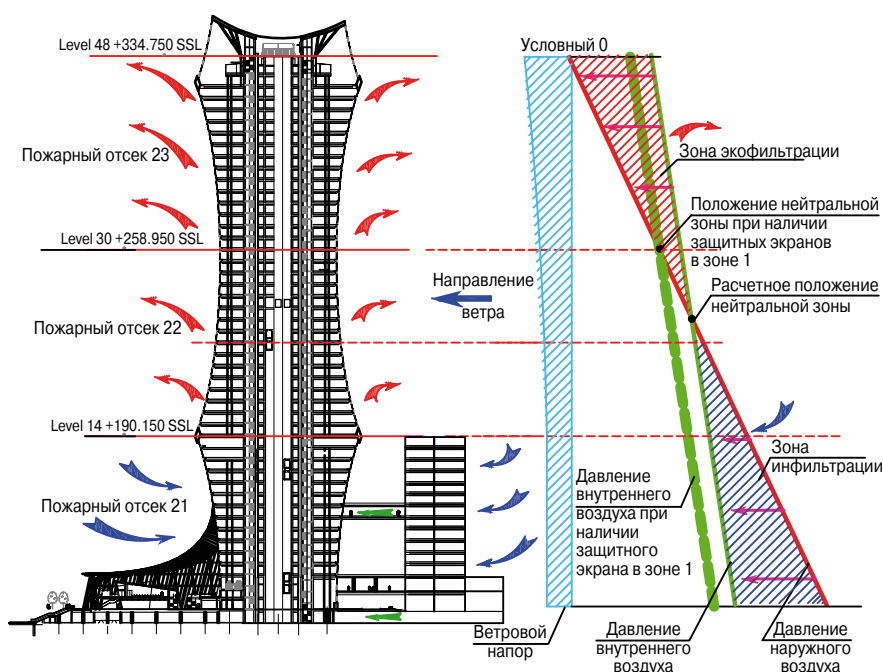 Level 48 +334.750 SSL
Пожарный отсек 23
Level 30 +258.950 SSL
Пожарный отсек 22
Level 14 +190.150 SSL
Пожарный отсек 21
Направление
ветра
Условный 0
Зона экофильтрации
Положение нейтральной
зоны при наличии
защитных экранов
в зоне 1
Расчетное положение
нейтральной зоны
Зона
инфильтрации
Давление
внутреннего
воздуха при
наличии
защитного
экрана в зоне 1
Ветровой
напор
Давление
внутреннего
воздуха
Давление
наружного
воздуха